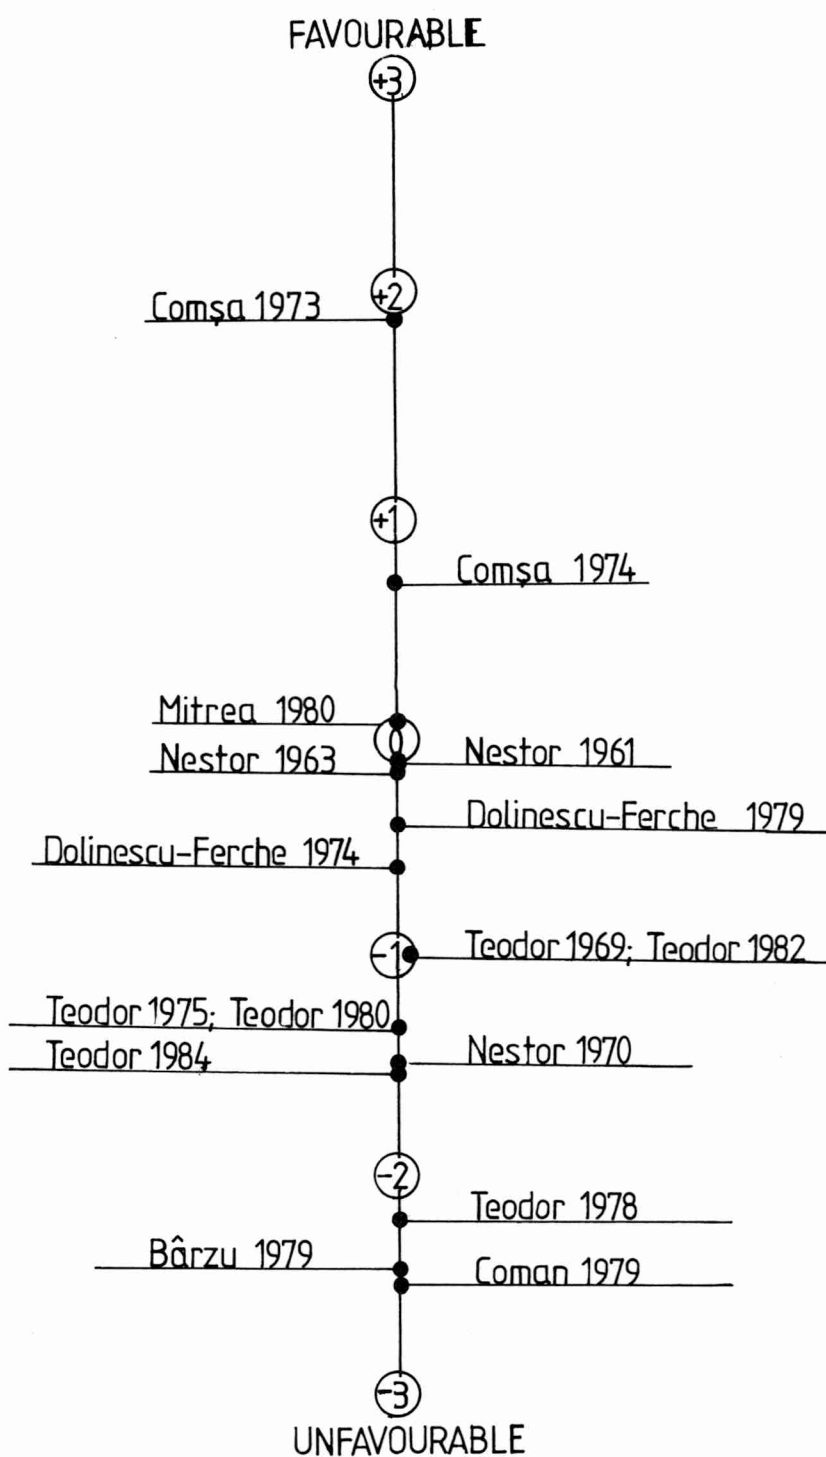 FAVOURABLE
+3
+2
Comșa 1973
+1
Comșa 1974
Mitrea 1980
0
Nestor 1961
Nestor 1963
Dolinescu-Ferche 1979
Dolinescu-Ferche 1974
-1
Teodor 1969; Teodor 1982
Teodor 1975; Teodor 1980
Nestor 1970
Teodor 1984
-2
Teodor 1978
Bârzu 1979
Coman 1979
-3
UNFAVOURABLE